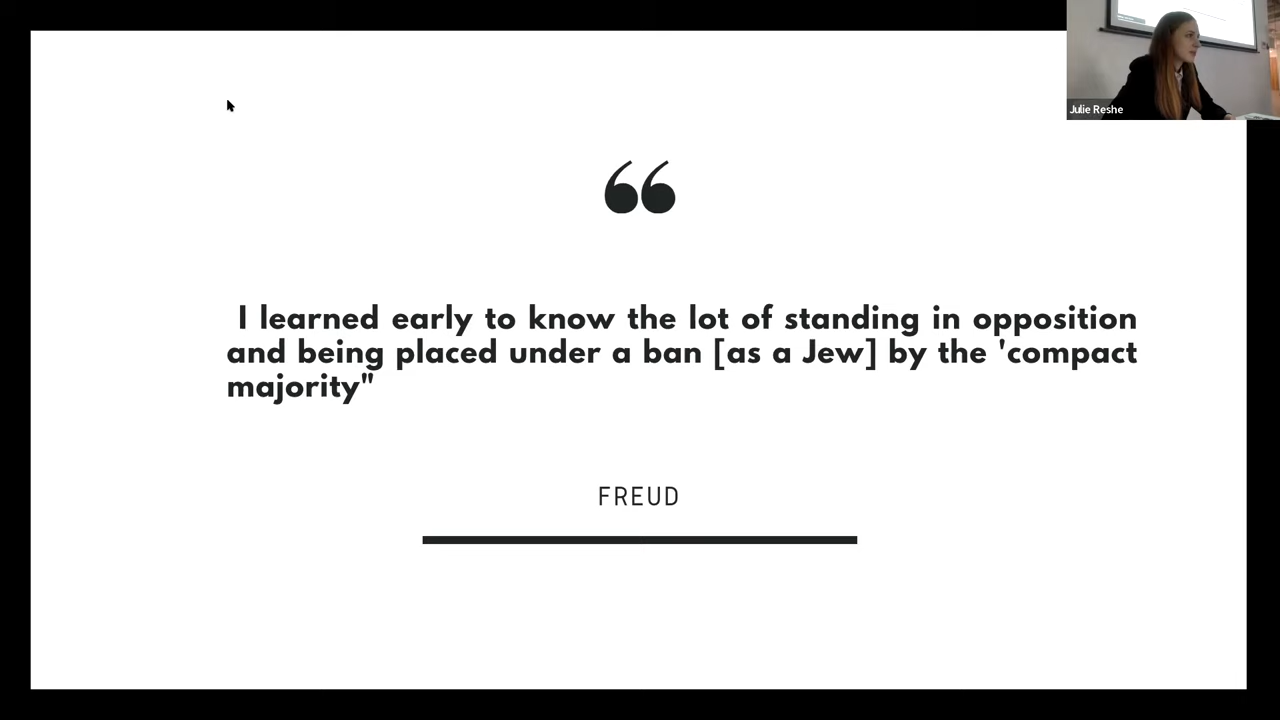 Julie Reshe
“
I learned early to know the lot of standing in opposition
and being placed under a ban [as a Jew] by the 'compact
majority"
FREUD